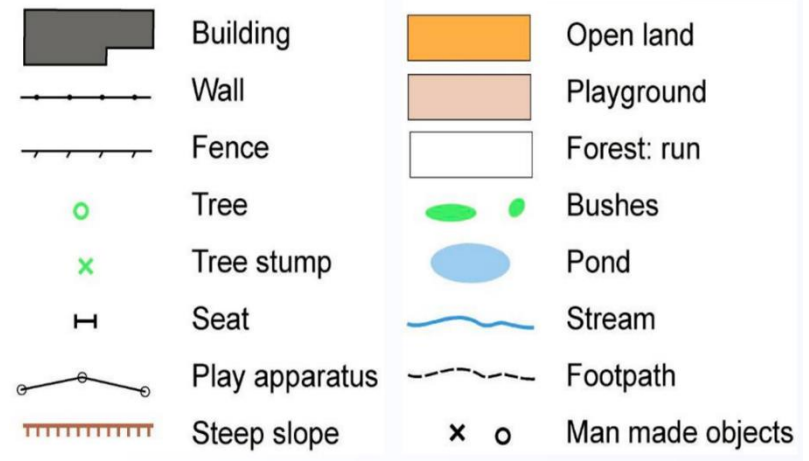 Building
Wall
Fence
Tree
Tree stump
Seat
Play apparatus
Steep slope
Open land
Playground
Forest: run
Bushes
Pond
Stream
Footpath
Man made objects